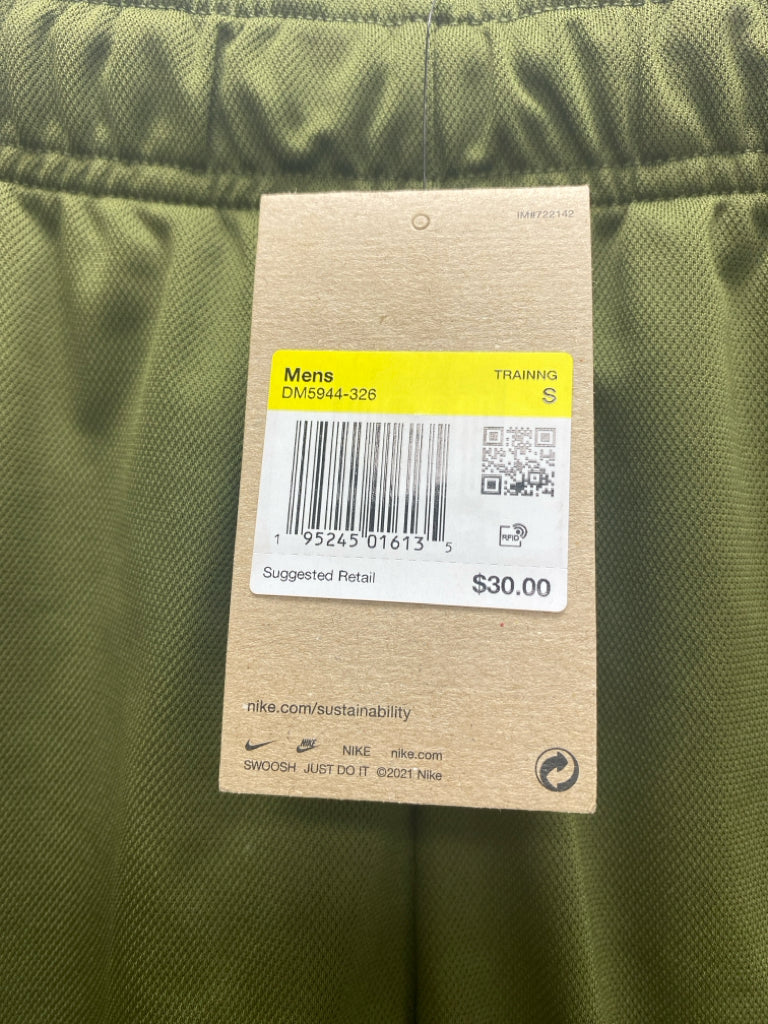 IM#722142
Mens TRAINNG
DM5944-326 S
RFID
1 95245 01613 5
Suggested Retail $30.00
nike.com/sustainability
NIKE NIKE nike.com
SWOOSH JUST DO IT ©2021 Nike